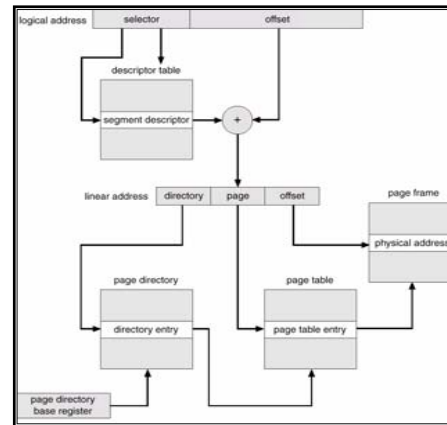 logical address selector offset
descriptor table
segment descriptor +
page frame
linear address directory page offset
physical address
page directory page table
directory entry page table entry
page directory
base register